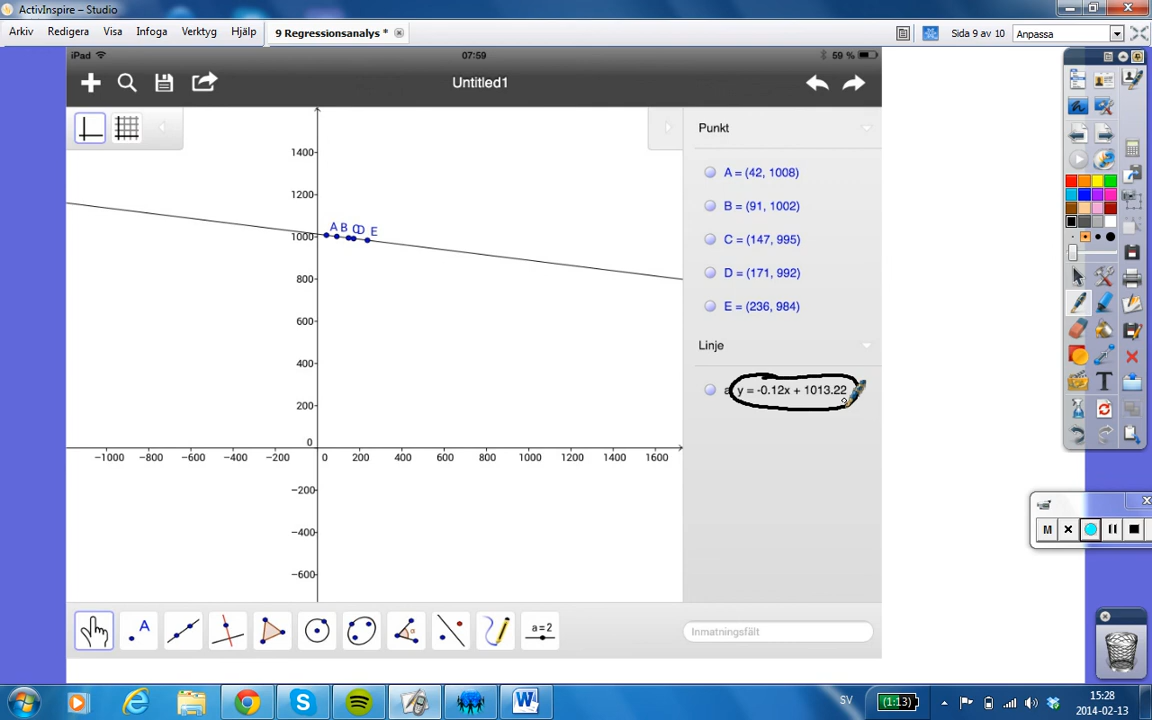 ActivInspire – Studio
Arkiv Redigera Visa Infoga Verktyg Hjälp
9 Regressionsanalys *
Sida 9 av 10
Anpassa
iPad
07:59
59 %
Untitled1
Punkt
A = (42, 1008)
B = (91, 1002)
C = (147, 995)
D = (171, 992)
E = (236, 984)
Linje
y = -0.12x + 1013.22
1400
1200
1000
800
600
400
200
0
−200
−400
−600
−1000 −800 −600 −400 −200 0 200 400 600 800 1000 1200 1400 1600
A B C D E
A
a=2
Inmatningsfält
M
SV
(1:13)
15:28
2014-02-13